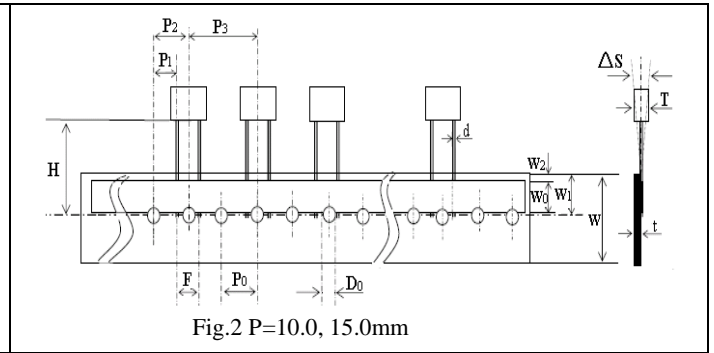 P2 P3
P1
ΔS
T
H
d
W2
W0 W1
W
t
F P0 D0
Fig.2 P=10.0, 15.0mm